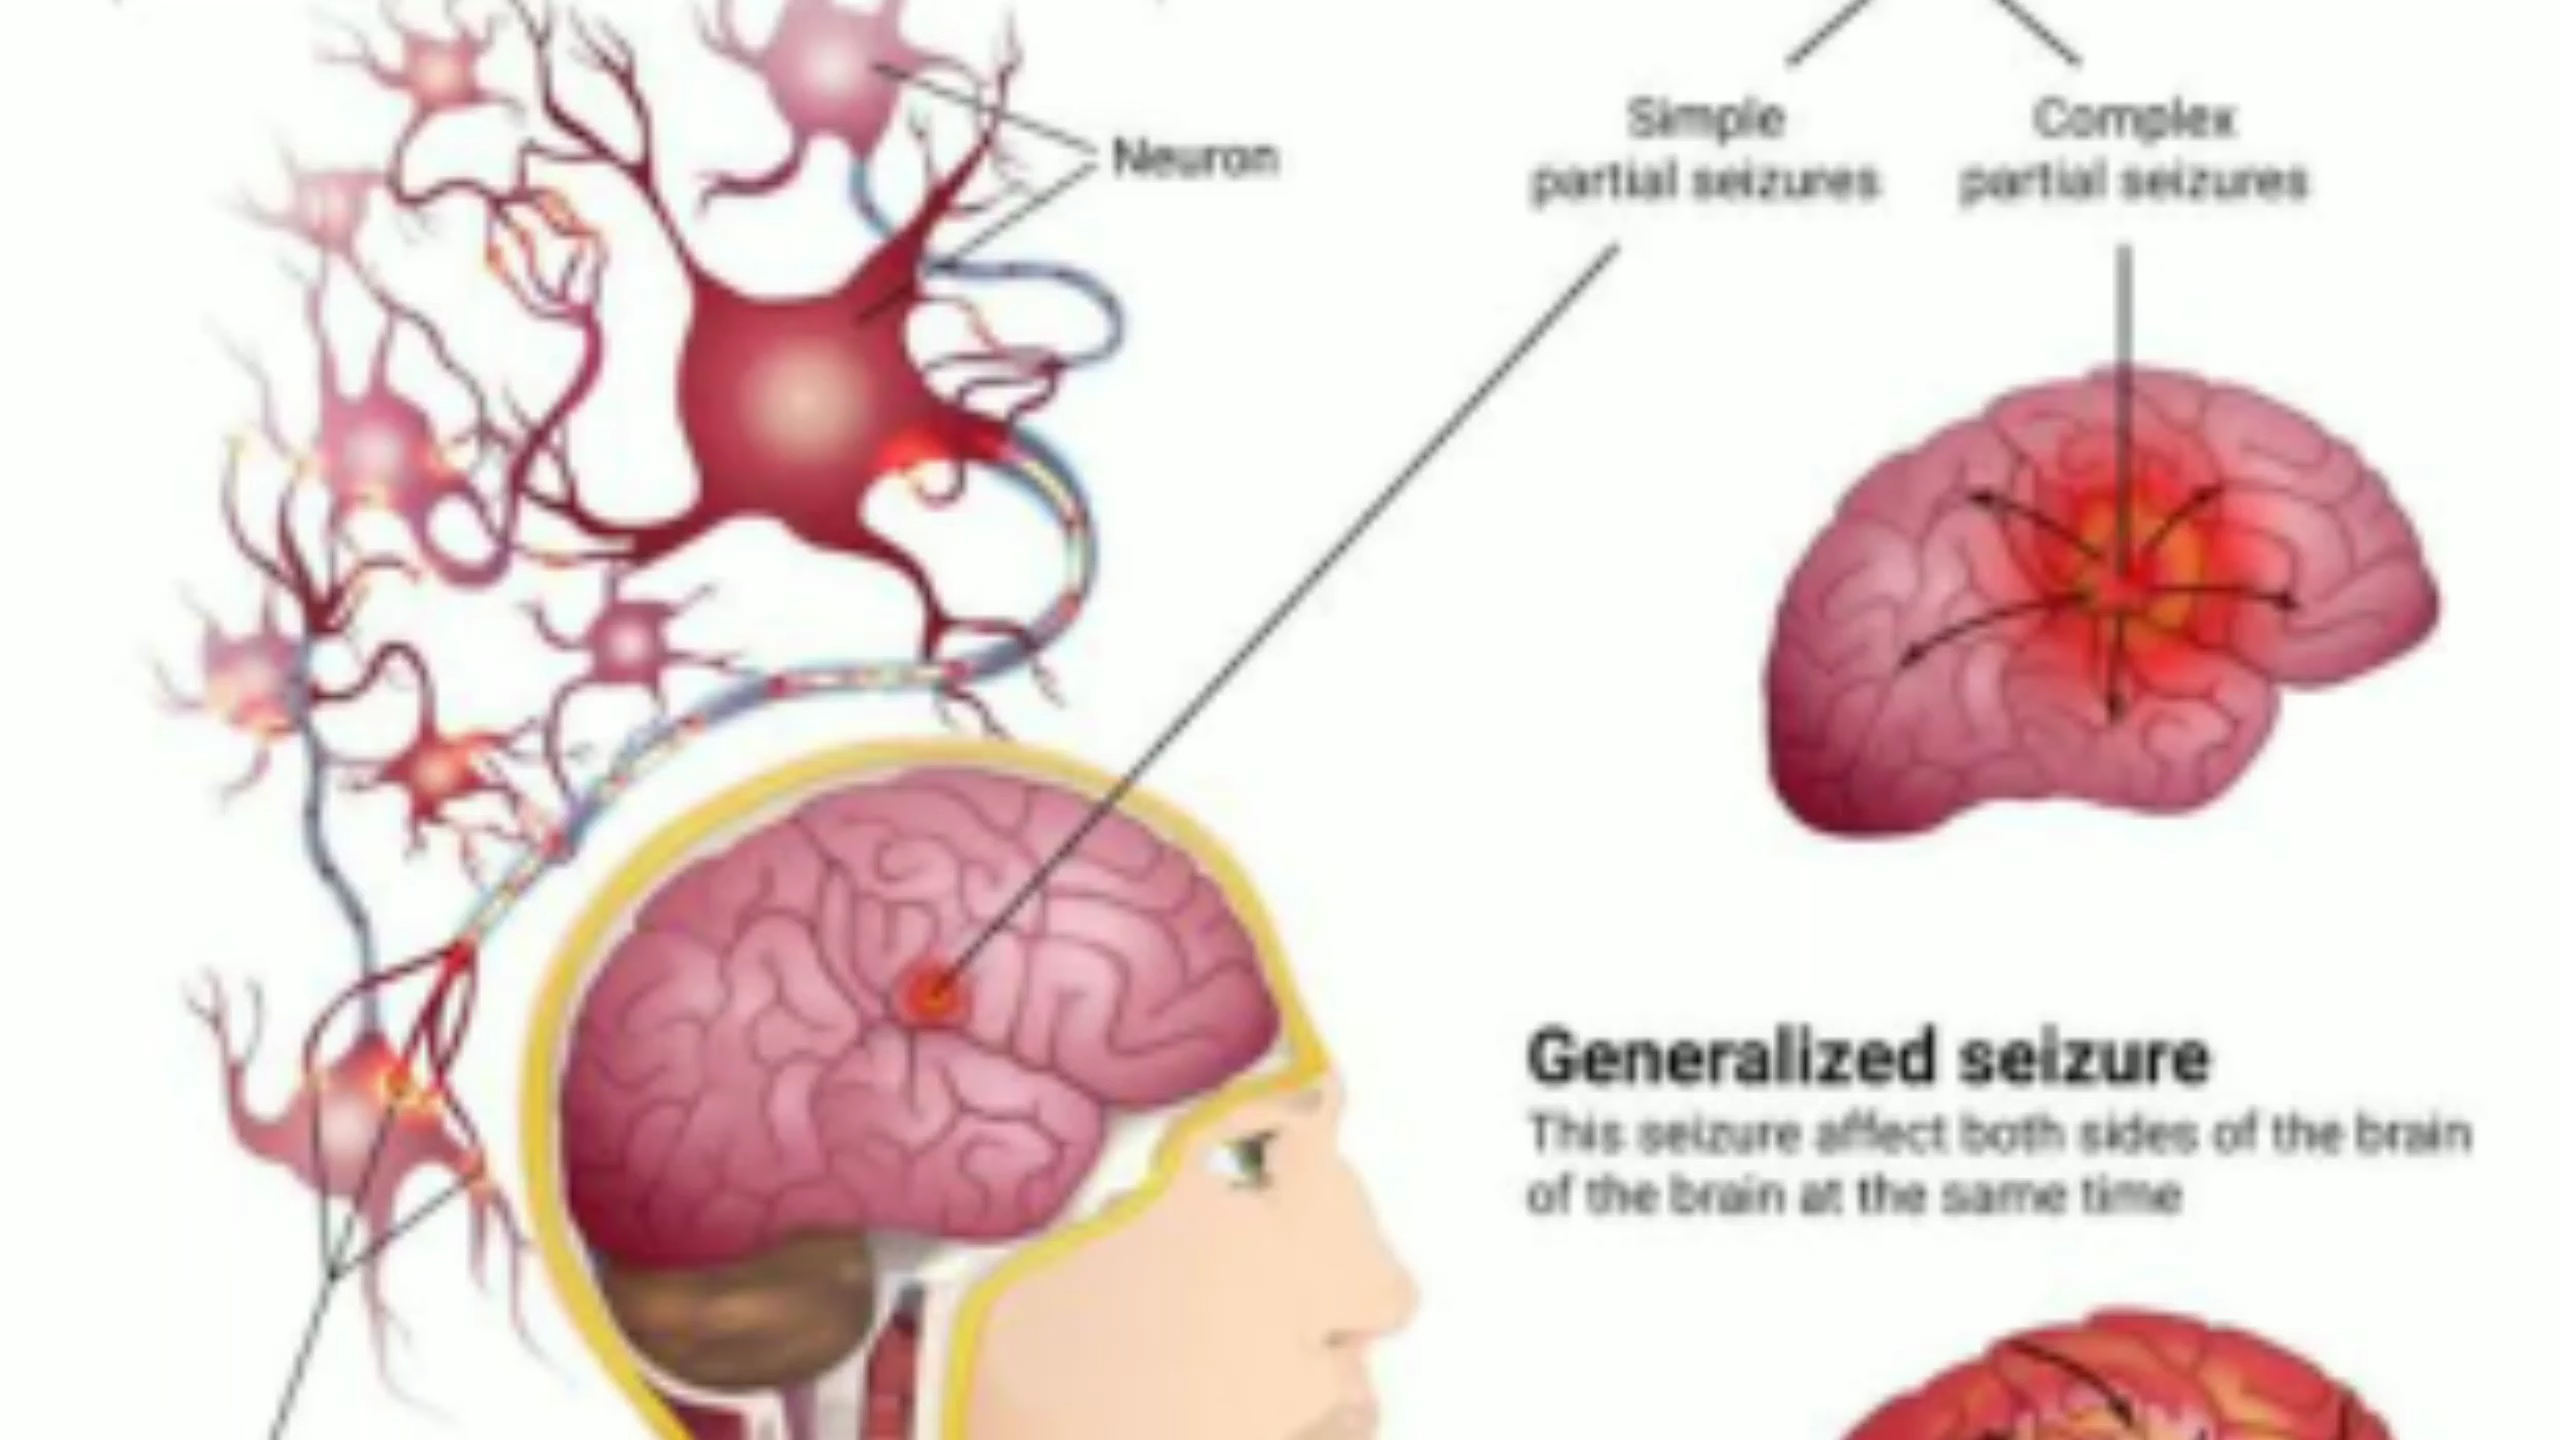 Neuron
Simple
partial seizures
Complex
partial seizures
Generalized seizure
This seizure affect both sides of the brain
of the brain at the same time